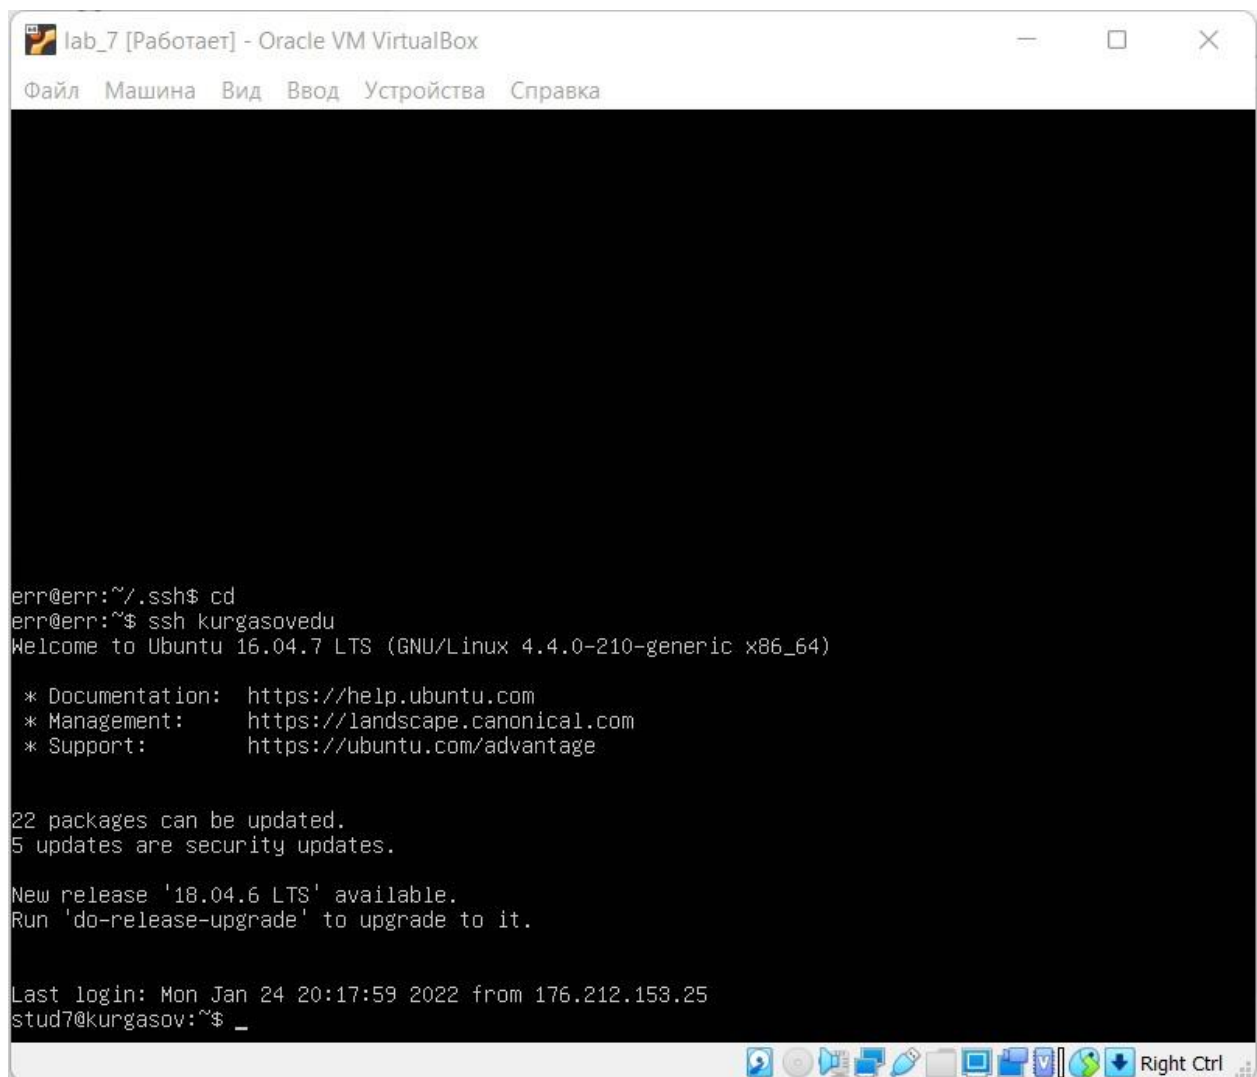 lab_7 [Работает] - Oracle VM VirtualBox
Файл Машина Вид Ввод Устройства Справка
err@err:~/.ssh$ cd
err@err:~$ ssh kurgasovedu
Welcome to Ubuntu 16.04.7 LTS (GNU/Linux 4.4.0-210-generic x86_64)
* Documentation: https://help.ubuntu.com
* Management: https://landscape.canonical.com
* Support: https://ubuntu.com/advantage
22 packages can be updated.
5 updates are security updates.
New release '18.04.6 LTS' available.
Run 'do-release-upgrade' to upgrade to it.
Last login: Mon Jan 24 20:17:59 2022 from 176.212.153.25
stud7@kurgasov:~$ _
Right Ctrl